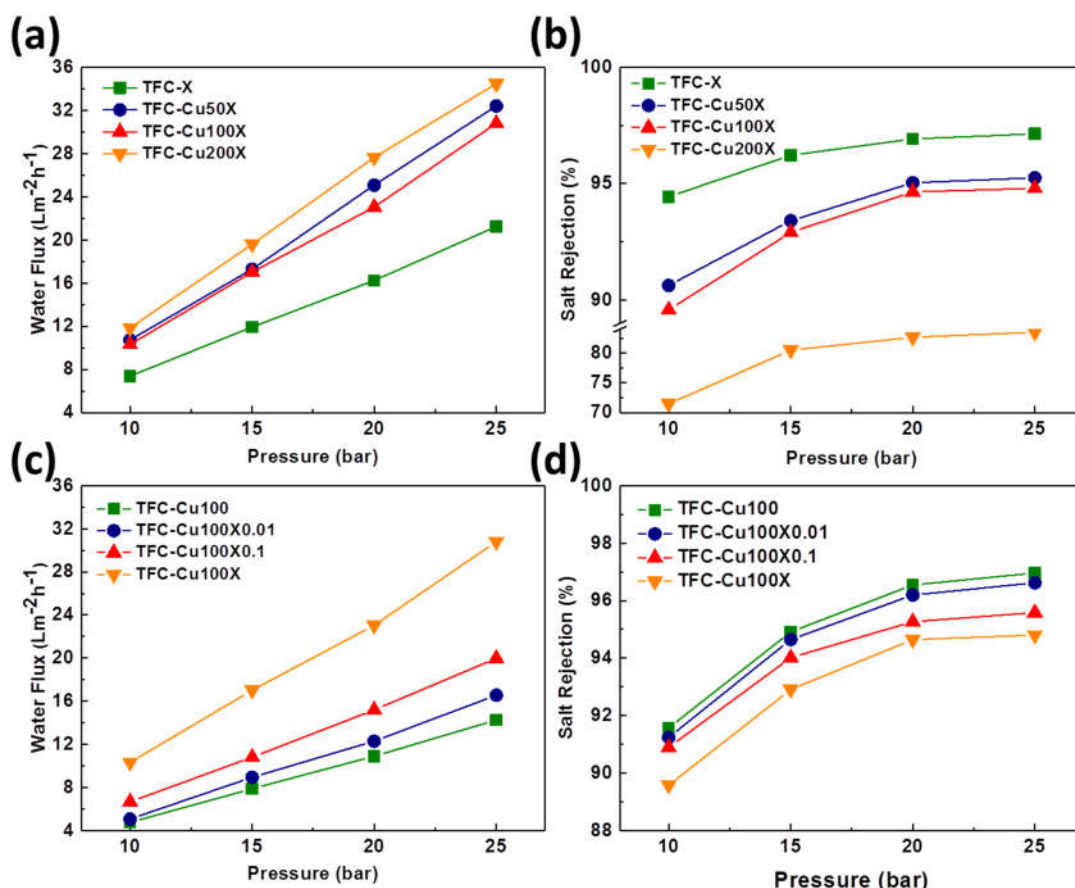 (a)
36
32
28
24
20
16
12
8
4
Water Flux (Lm⁻²h⁻¹)
TFC-X
TFC-Cu50X
TFC-Cu100X
TFC-Cu200X
10 15 20 25
Pressure (bar)
(b)
100
95
90
80
75
70
Salt Rejection (%)
TFC-X
TFC-Cu50X
TFC-Cu100X
TFC-Cu200X
10 15 20 25
Pressure (bar)
(c)
36
32
28
24
20
16
12
8
4
Water Flux (Lm⁻²h⁻¹)
TFC-Cu100
TFC-Cu100X0.01
TFC-Cu100X0.1
TFC-Cu100X
10 15 20 25
Pressure (bar)
(d)
100
98
96
94
92
90
88
Salt Rejection (%)
TFC-Cu100
TFC-Cu100X0.01
TFC-Cu100X0.1
TFC-Cu100X
10 15 20 25
Pressure (bar)